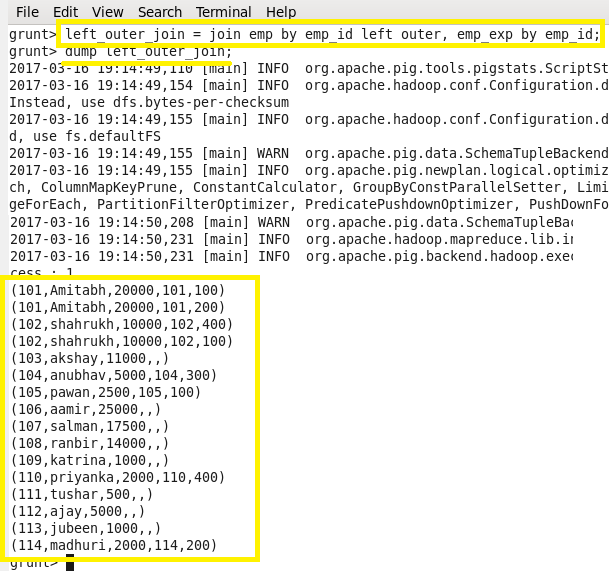 File Edit View Search Terminal Help
grunt> left_outer_join = join emp by emp_id left outer, emp_exp by emp_id;
grunt> dump left_outer_join;
2017-03-16 19:14:49,110 [main] INFO  org.apache.pig.tools.pigstats.ScriptSt
2017-03-16 19:14:49,154 [main] INFO  org.apache.hadoop.conf.Configuration.d
Instead, use dfs.bytes-per-checksum
2017-03-16 19:14:49,155 [main] INFO  org.apache.hadoop.conf.Configuration.d
d, use fs.defaultFS
2017-03-16 19:14:49,155 [main] WARN  org.apache.pig.data.SchemaTupleBackend
2017-03-16 19:14:49,155 [main] INFO  org.apache.pig.newplan.logical.optimiz
ch, ColumnMapKeyPrune, ConstantCalculator, GroupByConstParallelSetter, Limi
geForEach, PartitionFilterOptimizer, PredicatePushdownOptimizer, PushDownFo
2017-03-16 19:14:50,208 [main] WARN  org.apache.pig.data.SchemaTupleBac
2017-03-16 19:14:50,231 [main] INFO  org.apache.hadoop.mapreduce.lib.in
2017-03-16 19:14:50,231 [main] INFO  org.apache.pig.backend.hadoop.exec
cess : 1
(101,Amitabh,20000,101,100)
(101,Amitabh,20000,101,200)
(102,shahrukh,10000,102,400)
(102,shahrukh,10000,102,100)
(103,akshay,11000,,)
(104,anubhav,5000,104,300)
(105,pawan,2500,105,100)
(106,aamir,25000,,)
(107,salman,17500,,)
(108,ranbir,14000,,)
(109,katrina,1000,,)
(110,priyanka,2000,110,400)
(111,tushar,500,,)
(112,ajay,5000,,)
(113,jubeen,1000,,)
(114,madhuri,2000,114,200)
grunt>